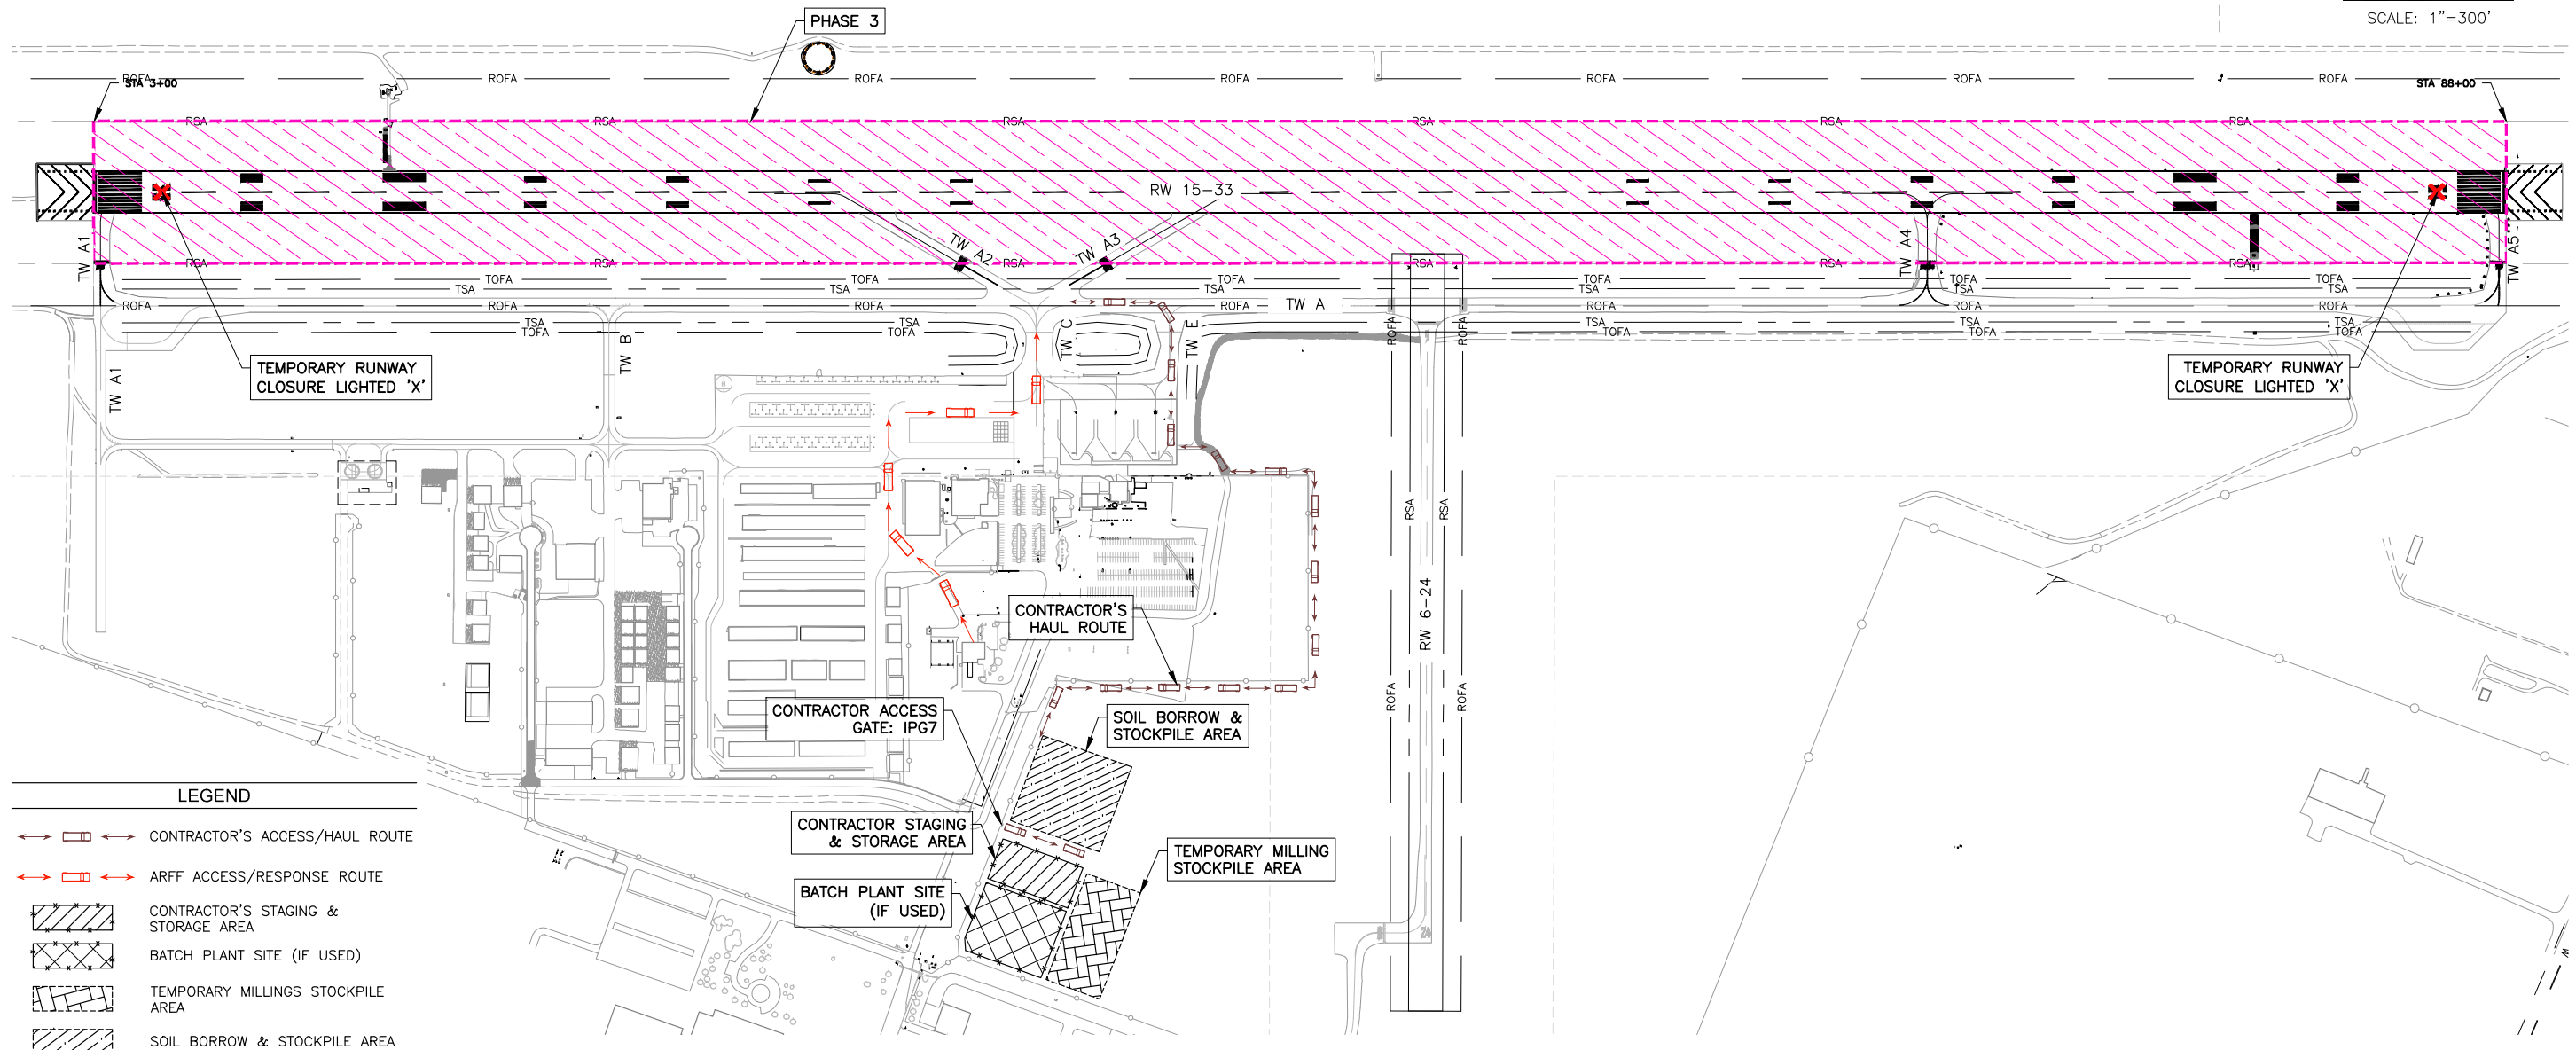 PHASE 3
SCALE: 1"=300'
ROFA ROFA ROFA ROFA ROFA ROFA ROFA
STA 3+00
STA 88+00
RSA RSA RSA RSA RSA RSA
RW 15-33
TW A1
TW A2
TW A3
TW A4
TW A5
RSA RSA RSA RSA RSA RSA
TOFA TOFA TOFA TOFA TOFA TOFA
TSA TSA TSA TSA TSA TSA
ROFA ROFA ROFA TW A ROFA ROFA ROFA
TSA TSA TSA TSA TSA
TOFA TOFA TOFA TOFA TOFA
TEMPORARY RUNWAY
CLOSURE LIGHTED 'X'
TW A1
TW B
TW C
TW E
ROFA
ROFA
TEMPORARY RUNWAY
CLOSURE LIGHTED 'X'
RSA
RSA
RW 6-24
ROFA
ROFA
CONTRACTOR'S
HAUL ROUTE
CONTRACTOR ACCESS
GATE: IPG7
SOIL BORROW &
STOCKPILE AREA
CONTRACTOR STAGING
& STORAGE AREA
TEMPORARY MILLING
STOCKPILE AREA
BATCH PLANT SITE
(IF USED)
24
LEGEND
CONTRACTOR'S ACCESS/HAUL ROUTE
ARFF ACCESS/RESPONSE ROUTE
CONTRACTOR'S STAGING &
STORAGE AREA
BATCH PLANT SITE (IF USED)
TEMPORARY MILLINGS STOCKPILE
AREA
SOIL BORROW & STOCKPILE AREA